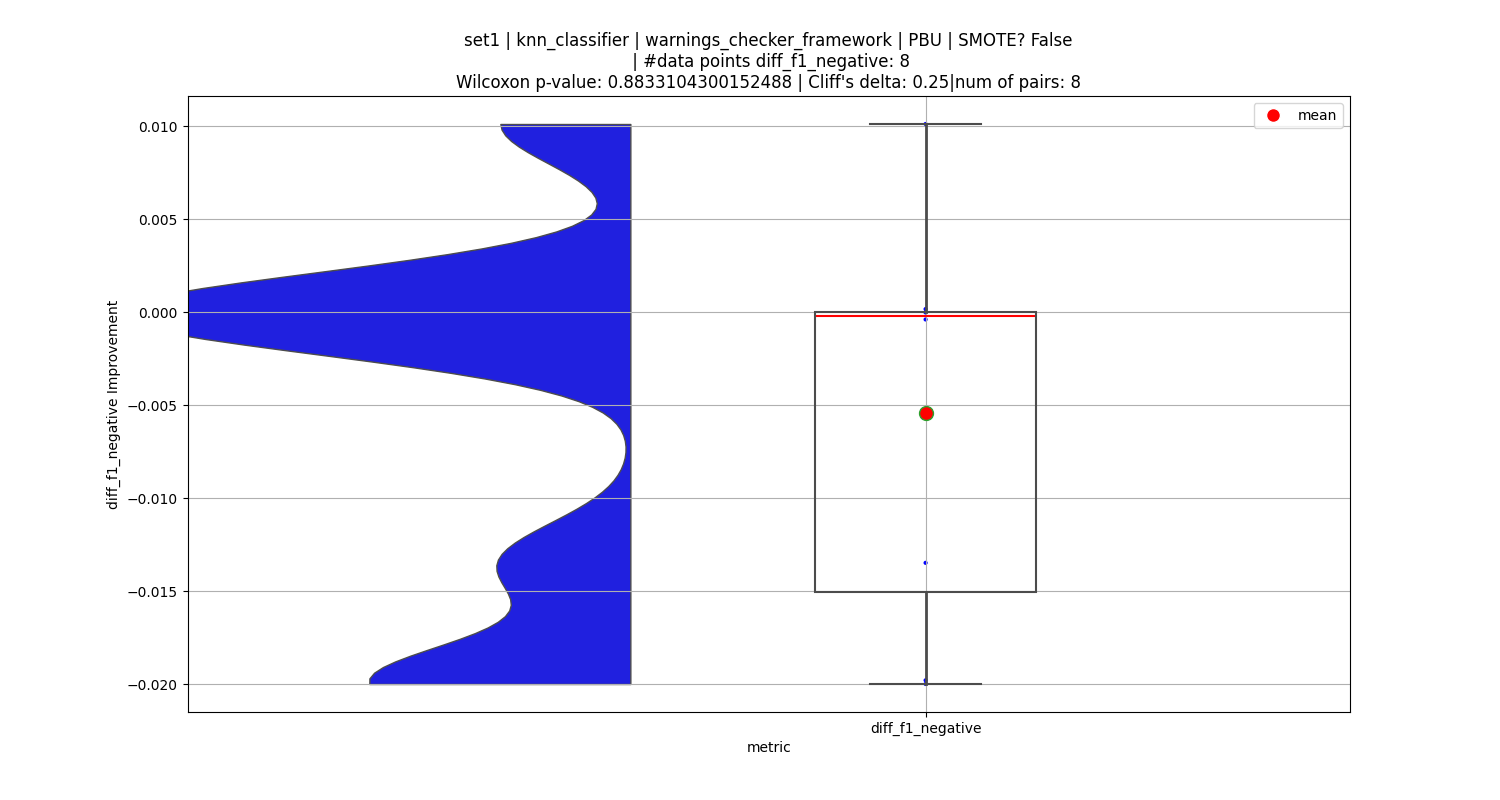 set1 | knn_classifier | warnings_checker_framework | PBU | SMOTE? False
| #data points diff_f1_negative: 8
Wilcoxon p-value: 0.8833104300152488 | Cliff's delta: 0.25|num of pairs: 8
mean
0.010
0.005
0.000
−0.005
−0.010
−0.015
−0.020
diff_f1_negative Improvement
diff_f1_negative
metric